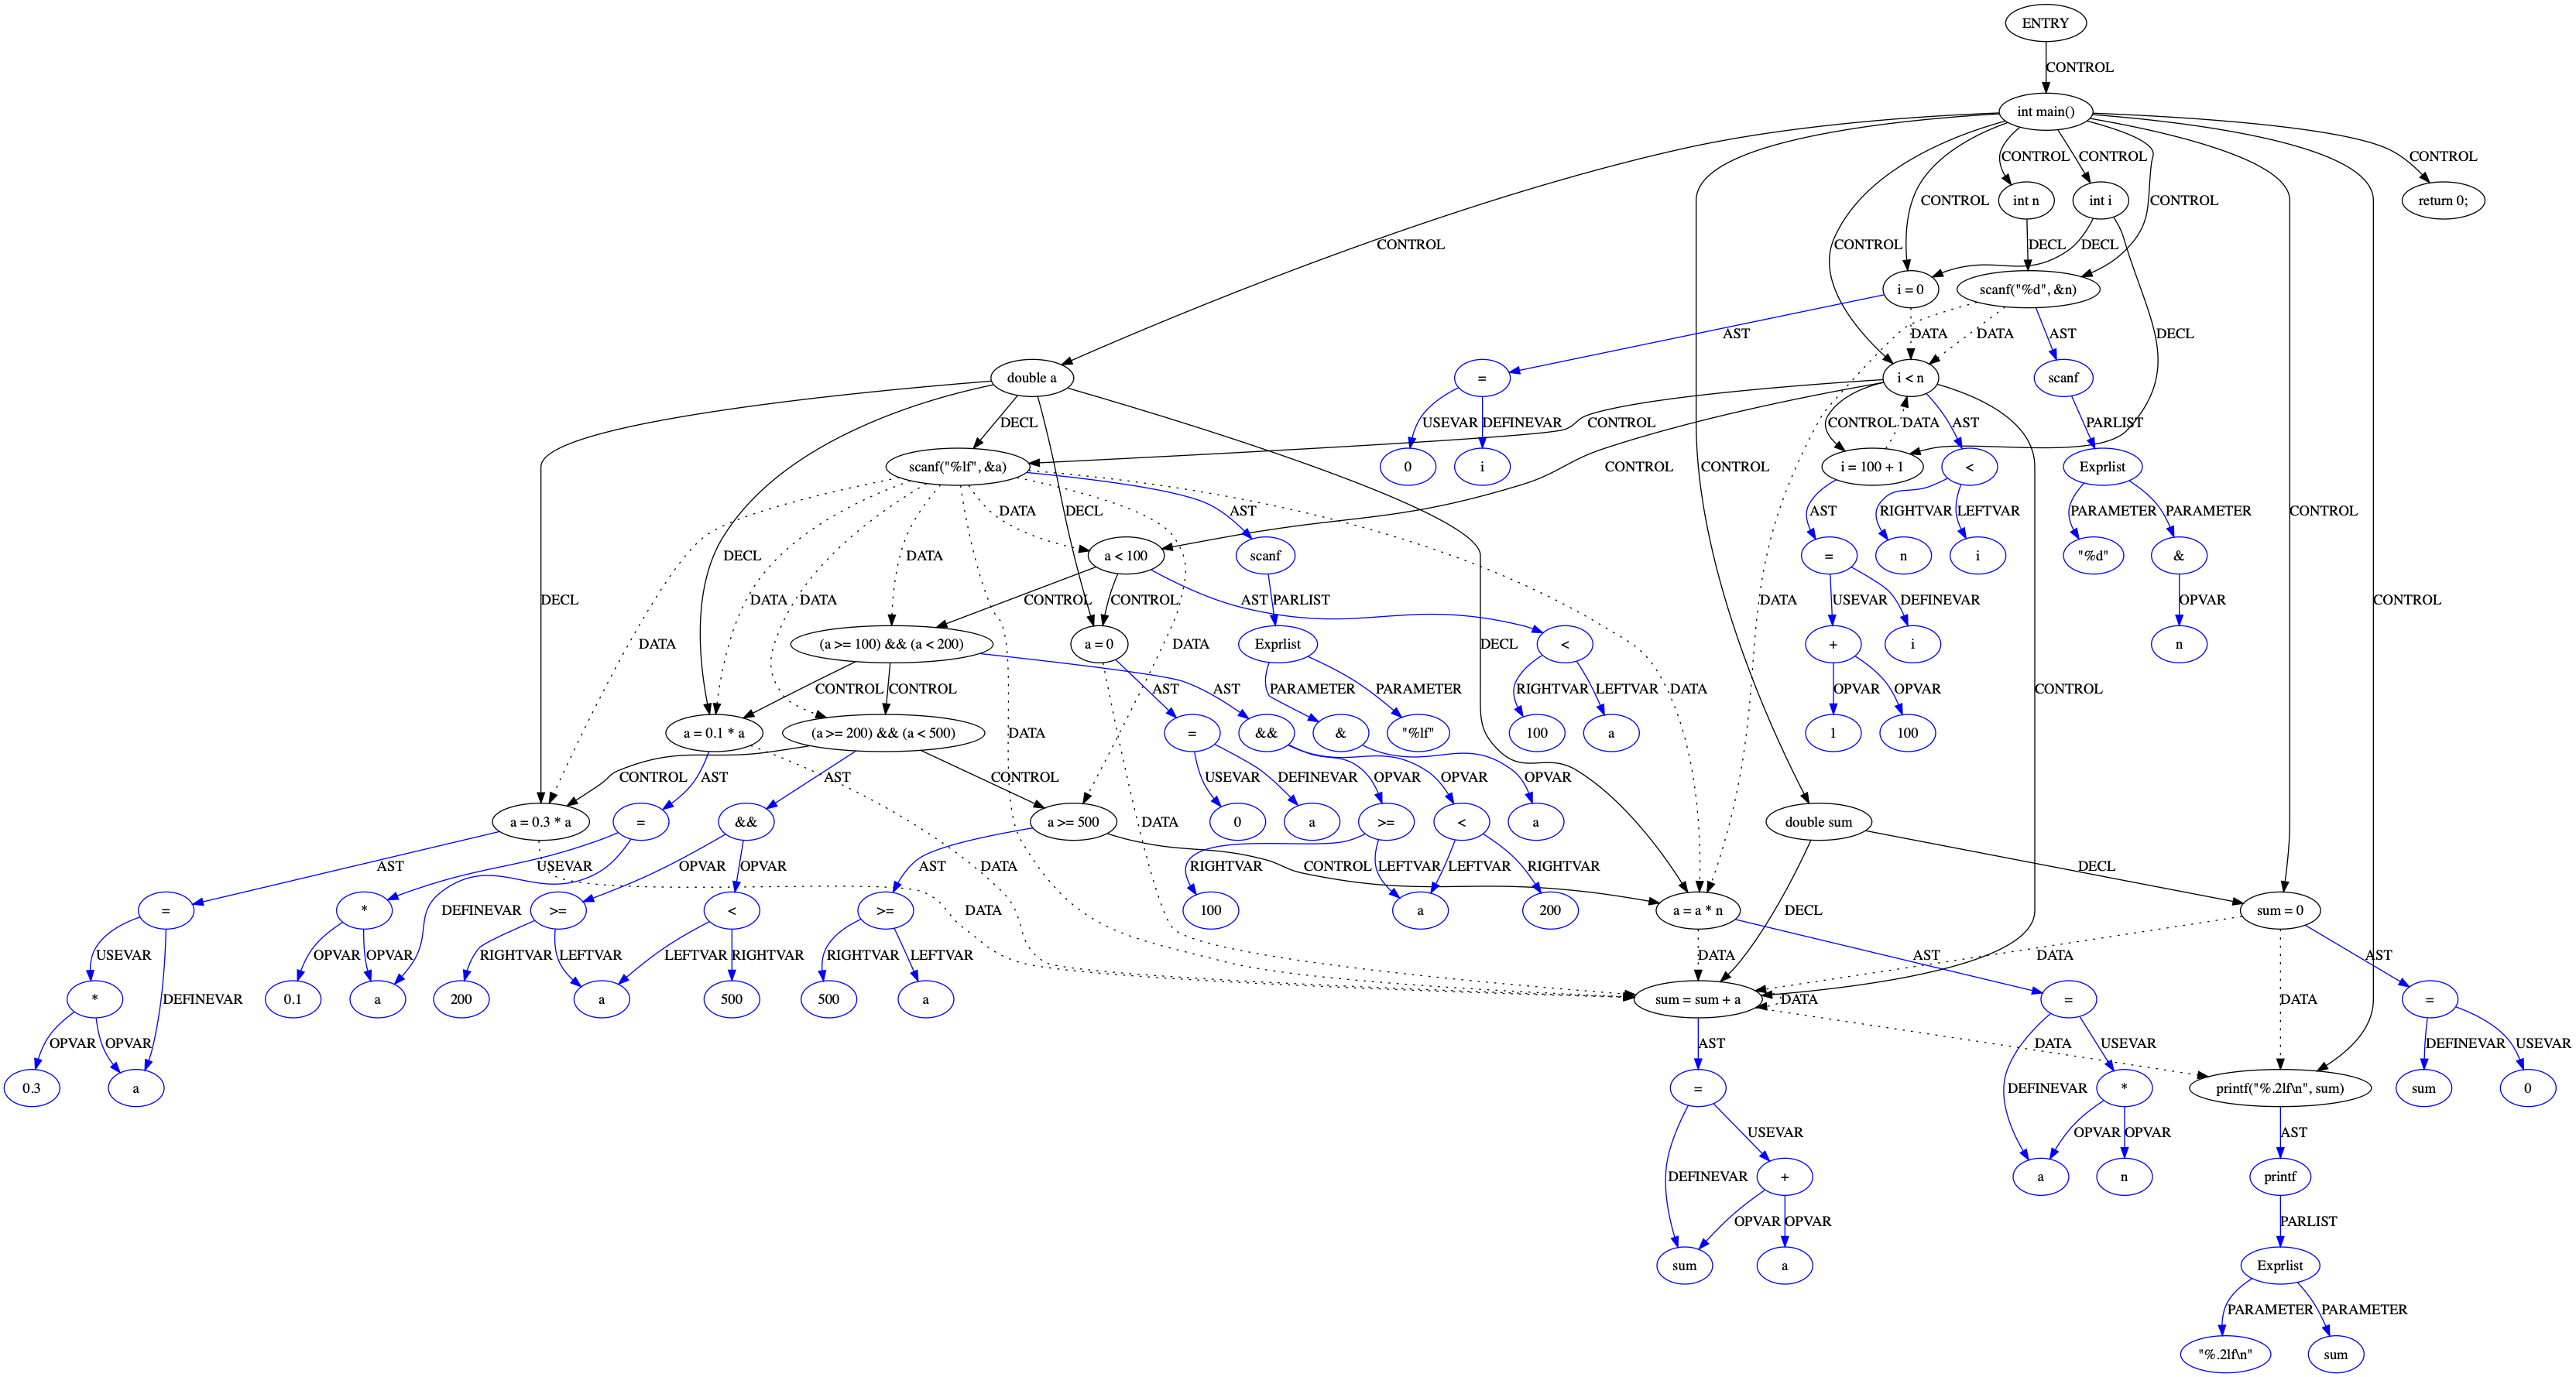 ENTRY
CONTROL
int main()
CONTROL CONTROL CONTROL
int n int i return 0;
CONTROL CONTROL
CONTROL CONTROL DECL DECL
i = 0 scanf("%d", &n)
AST DATA DATA AST DECL
double a = i < n scanf
DECL CONTROL USEVAR DEFINEVAR CONTROL DATA AST PARLIST
scanf("%lf", &a) CONTROL 0 i CONTROL i = 100 + 1 < Exprlist
DATA DECL AST AST RIGHTVAR LEFTVAR PARAMETER PARAMETER CONTROL
DECL DATA a < 100 scanf = n i "%d" &
DECL DATA DATA CONTROL CONTROL AST PARLIST DATA USEVAR DEFINEVAR OPVAR CONTROL
DATA (a >= 100) && (a < 200) a = 0 DATA Exprlist DECL < + i n
CONTROL CONTROL AST AST PARAMETER PARAMETER RIGHTVAR LEFTVAR DATA OPVAR OPVAR CONTROL
a = 0.1 * a (a >= 200) && (a < 500) DATA = && & "%lf" 100 a 1 100
CONTROL AST AST CONTROL USEVAR DEFINEVAR OPVAR OPVAR OPVAR
a = 0.3 * a = && a >= 500 DATA 0 a >= < a double sum
AST USEVAR OPVAR OPVAR AST DATA RIGHTVAR CONTROL LEFTVAR LEFTVAR RIGHTVAR DECL
= * DEFINEVAR >= < >= DATA 100 a 200 a = a * n DECL sum = 0
USEVAR OPVAR OPVAR RIGHTVAR LEFTVAR LEFTVAR RIGHTVAR RIGHTVAR LEFTVAR DATA AST DATA AST
* DEFINEVAR 0.1 a 200 a 500 500 a sum = sum + a DATA = DATA =
OPVAR OPVAR AST DATA USEVAR DEFINEVAR USEVAR
0.3 a = DEFINEVAR * printf("%.2lf\n", sum) sum 0
USEVAR OPVAR OPVAR AST
DEFINEVAR + a n printf
OPVAR OPVAR PARLIST
sum a Exprlist
PARAMETER PARAMETER
"%.2lf\n" sum